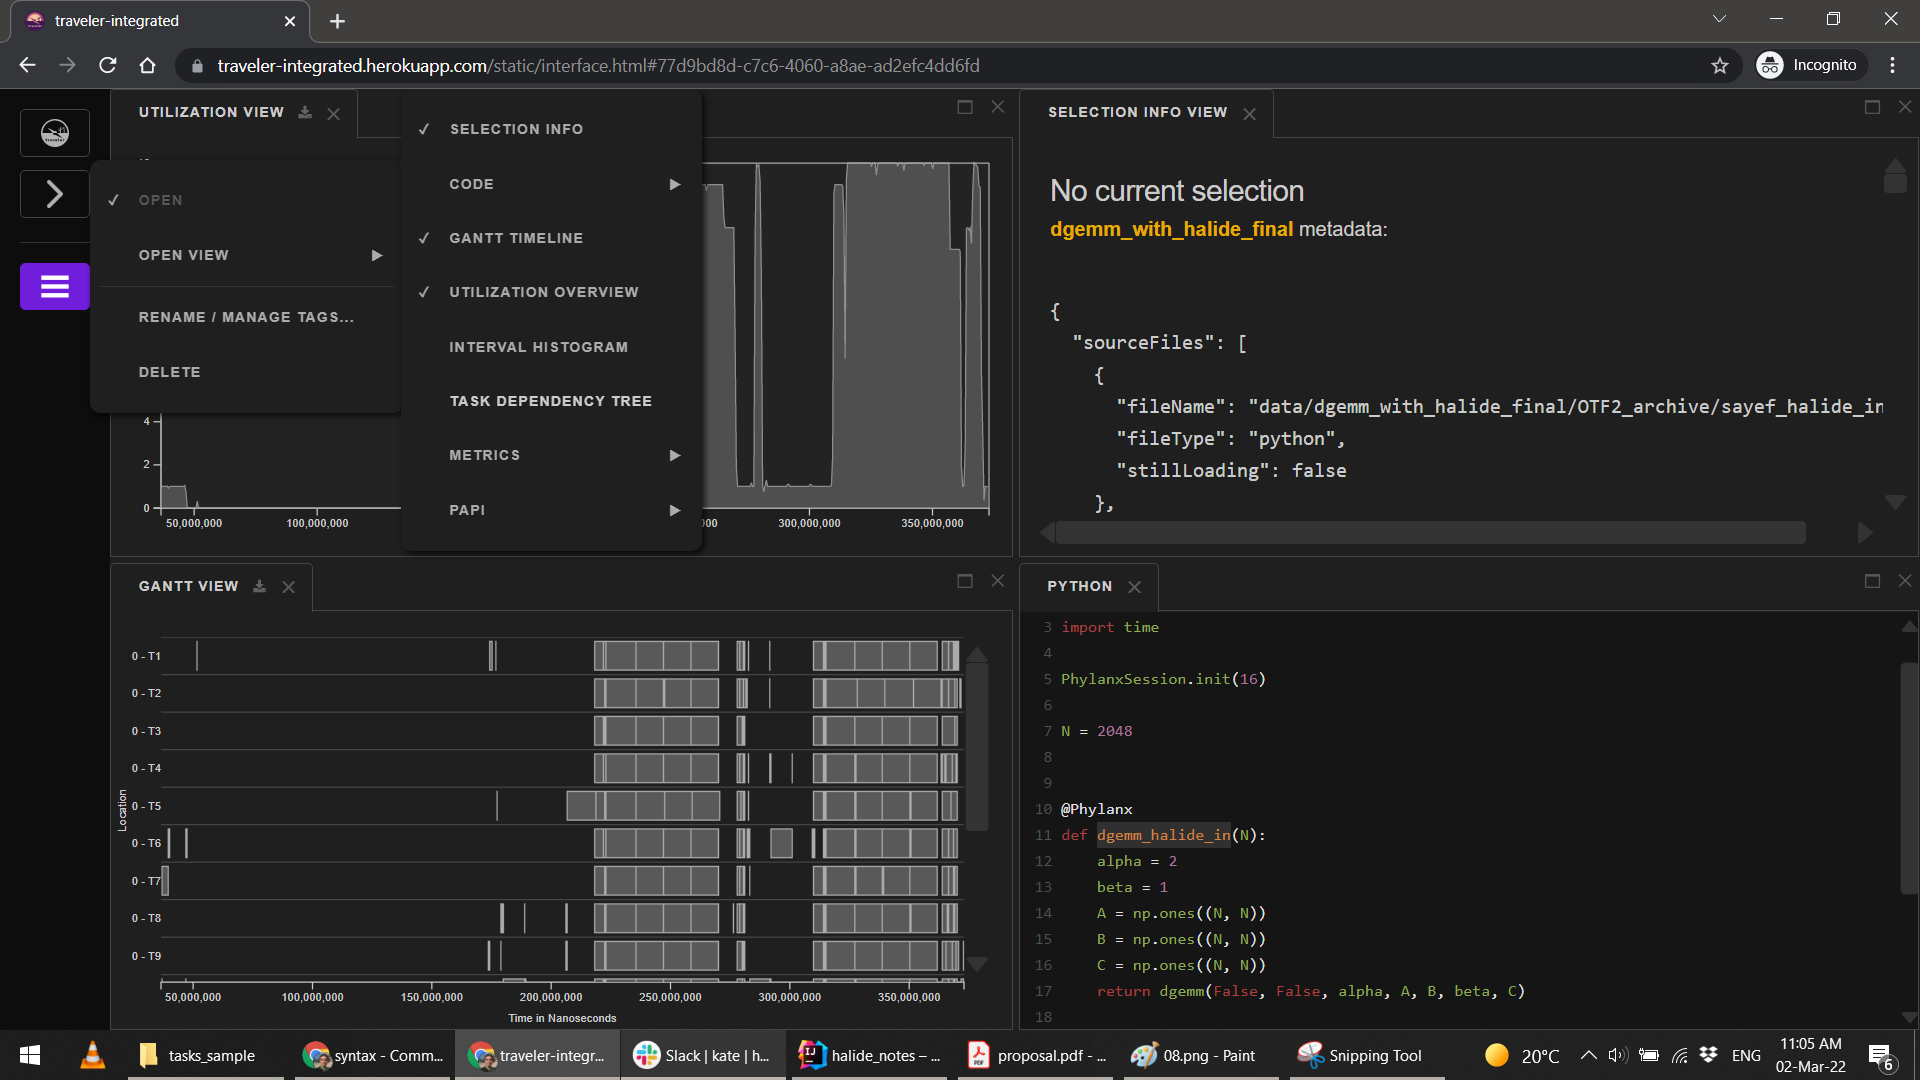 traveler-integrated
traveler-integrated.herokuapp.com/static/interface.html#77d9bd8d-c7c6-4060-a8ae-ad2efc4dd6fd
Incognito
UTILIZATION VIEW
OPEN
OPEN VIEW
RENAME / MANAGE TAGS...
DELETE
SELECTION INFO
CODE
GANTT TIMELINE
UTILIZATION OVERVIEW
INTERVAL HISTOGRAM
TASK DEPENDENCY TREE
METRICS
PAPI
4
2
0
50,000,000
100,000,000
300,000,000
350,000,000
SELECTION INFO VIEW
No current selection
dgemm_with_halide_final metadata:
{
"sourceFiles": [
{
"fileName": "data/dgemm_with_halide_final/OTF2_archive/sayef_halide_in
"fileType": "python",
"stillLoading": false
},
GANTT VIEW
Location
0 - T1
0 - T2
0 - T3
0 - T4
0 - T5
0 - T6
0 - T7
0 - T8
0 - T9
50,000,000
100,000,000
150,000,000
200,000,000
250,000,000
300,000,000
350,000,000
Time in Nanoseconds
PYTHON
3 import time
4
5 PhylanxSession.init(16)
6
7 N = 2048
8
9
10 @Phylanx
11 def dgemm_halide_in(N):
12 alpha = 2
13 beta = 1
14 A = np.ones((N, N))
15 B = np.ones((N, N))
16 C = np.ones((N, N))
17 return dgemm(False, False, alpha, A, B, beta, C)
18
tasks_sample
syntax - Comm...
traveler-integr...
Slack | kate | h...
halide_notes – ...
proposal.pdf - ...
08.png - Paint
Snipping Tool
20°C
ENG
11:05 AM
02-Mar-22
6